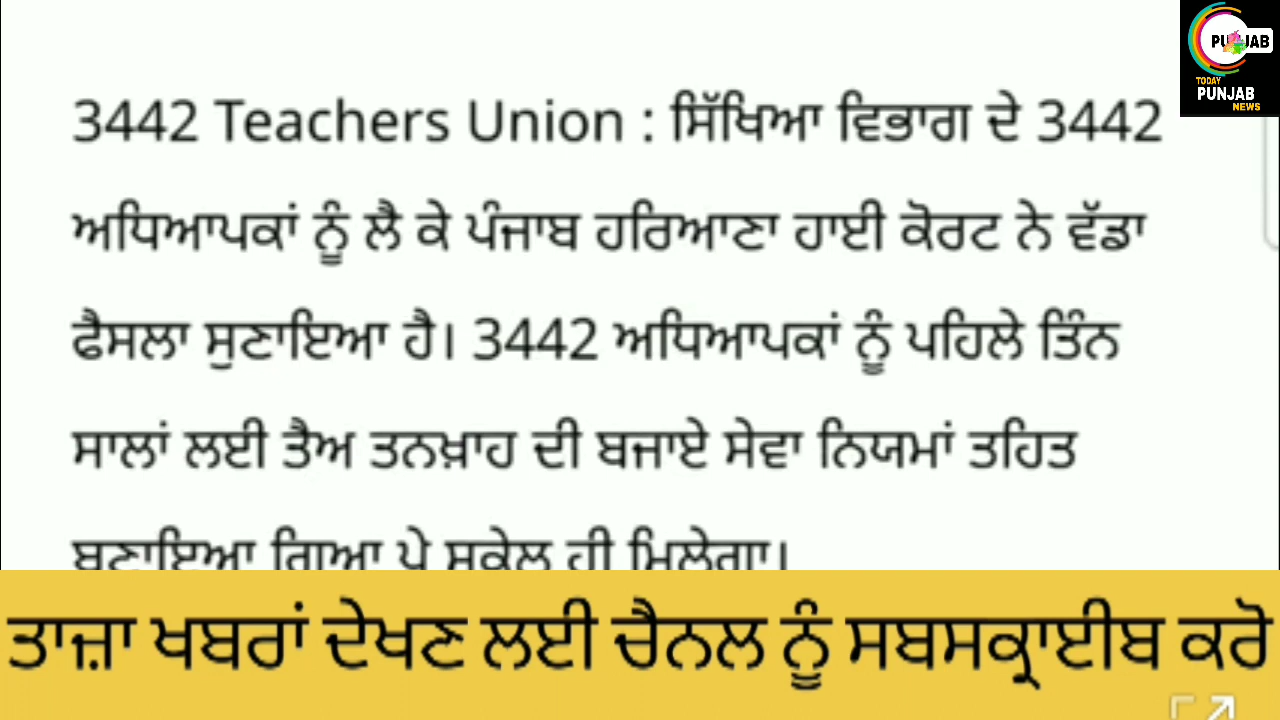 PUNJAB
TODAY
PUNJAB
NEWS
3442 Teachers Union : ਸਿੱਖਿਆ ਵਿਭਾਗ ਦੇ 3442
ਅਧਿਆਪਕਾਂ ਨੂੰ ਲੈ ਕੇ ਪੰਜਾਬ ਹਰਿਆਣਾ ਹਾਈ ਕੋਰਟ ਨੇ ਵੱਡਾ
ਫੈਸਲਾ ਸੁਣਾਇਆ ਹੈ। 3442 ਅਧਿਆਪਕਾਂ ਨੂੰ ਪਹਿਲੇ ਤਿੰਨ
ਸਾਲਾਂ ਲਈ ਤੈਅ ਤਨਖ਼ਾਹ ਦੀ ਬਜਾਏ ਸੇਵਾ ਨਿਯਮਾਂ ਤਹਿਤ
ਬਣਾਇਆ ਗਿਆ ਪੇ ਸਕੇਲ ਹੀ ਮਿਲੇਗਾ।
ਤਾਜ਼ਾ ਖਬਰਾਂ ਦੇਖਣ ਲਈ ਚੈਨਲ ਨੂੰ ਸਬਸਕ੍ਰਾਈਬ ਕਰੋ